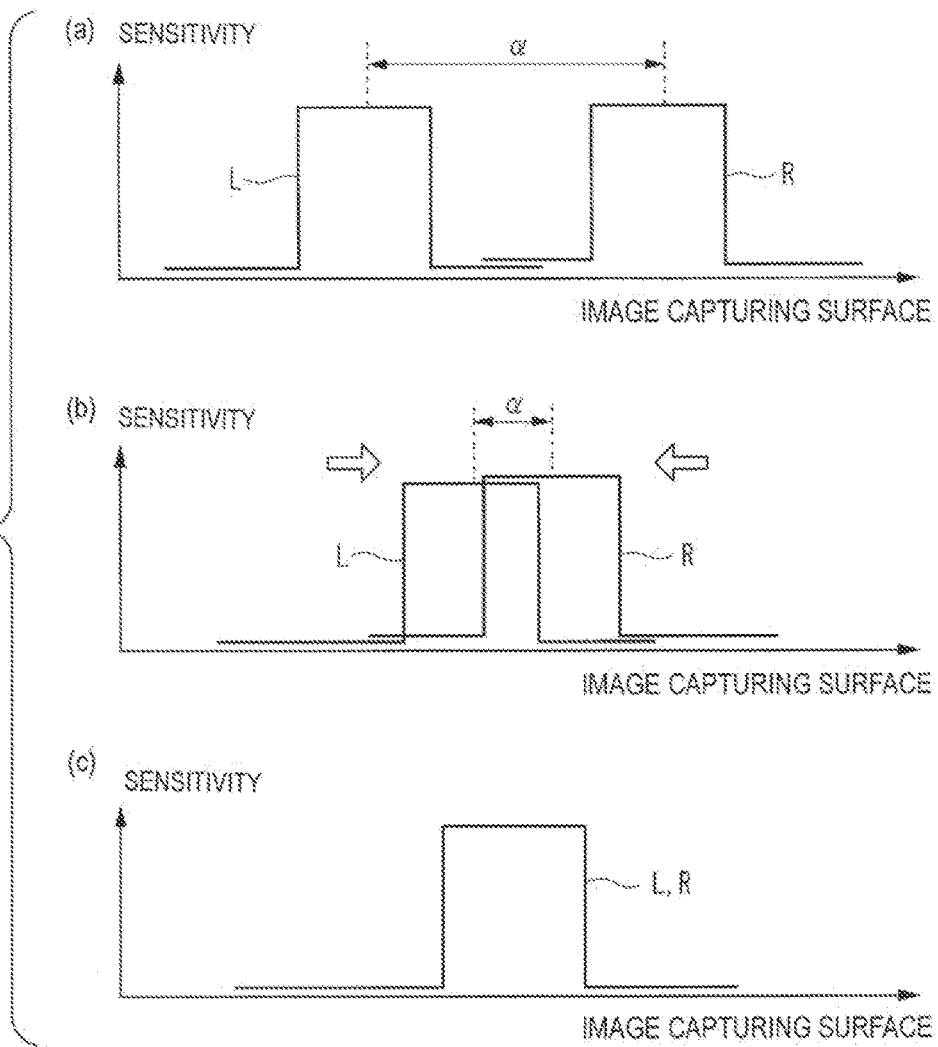 (a) SENSITIVITY
α
L
R
IMAGE CAPTURING SURFACE
(b) SENSITIVITY
α
L
R
IMAGE CAPTURING SURFACE
(c) SENSITIVITY
L, R
IMAGE CAPTURING SURFACE